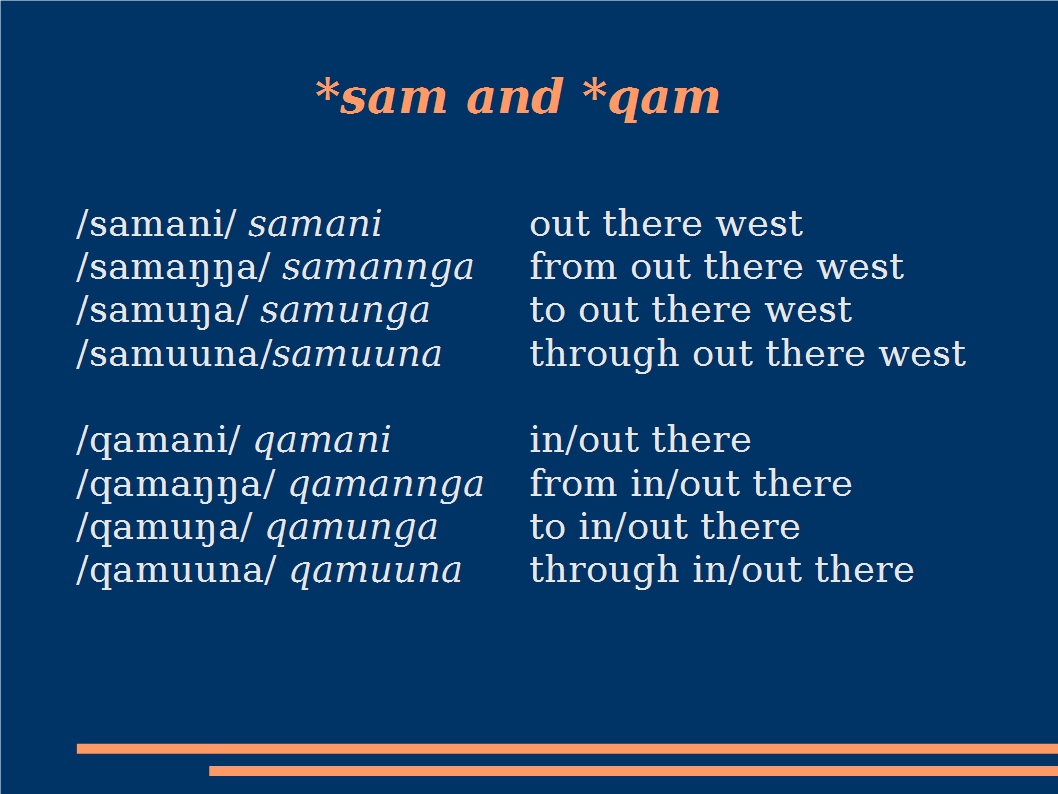 *sam and *qam
/samani/ samani out there west
/samaŋŋa/ samannga from out there west
/samuŋa/ samunga to out there west
/samuuna/samuuna through out there west
/qamani/ qamani in/out there
/qamaŋŋa/ qamannga from in/out there
/qamuŋa/ qamunga to in/out there
/qamuuna/ qamuuna through in/out there